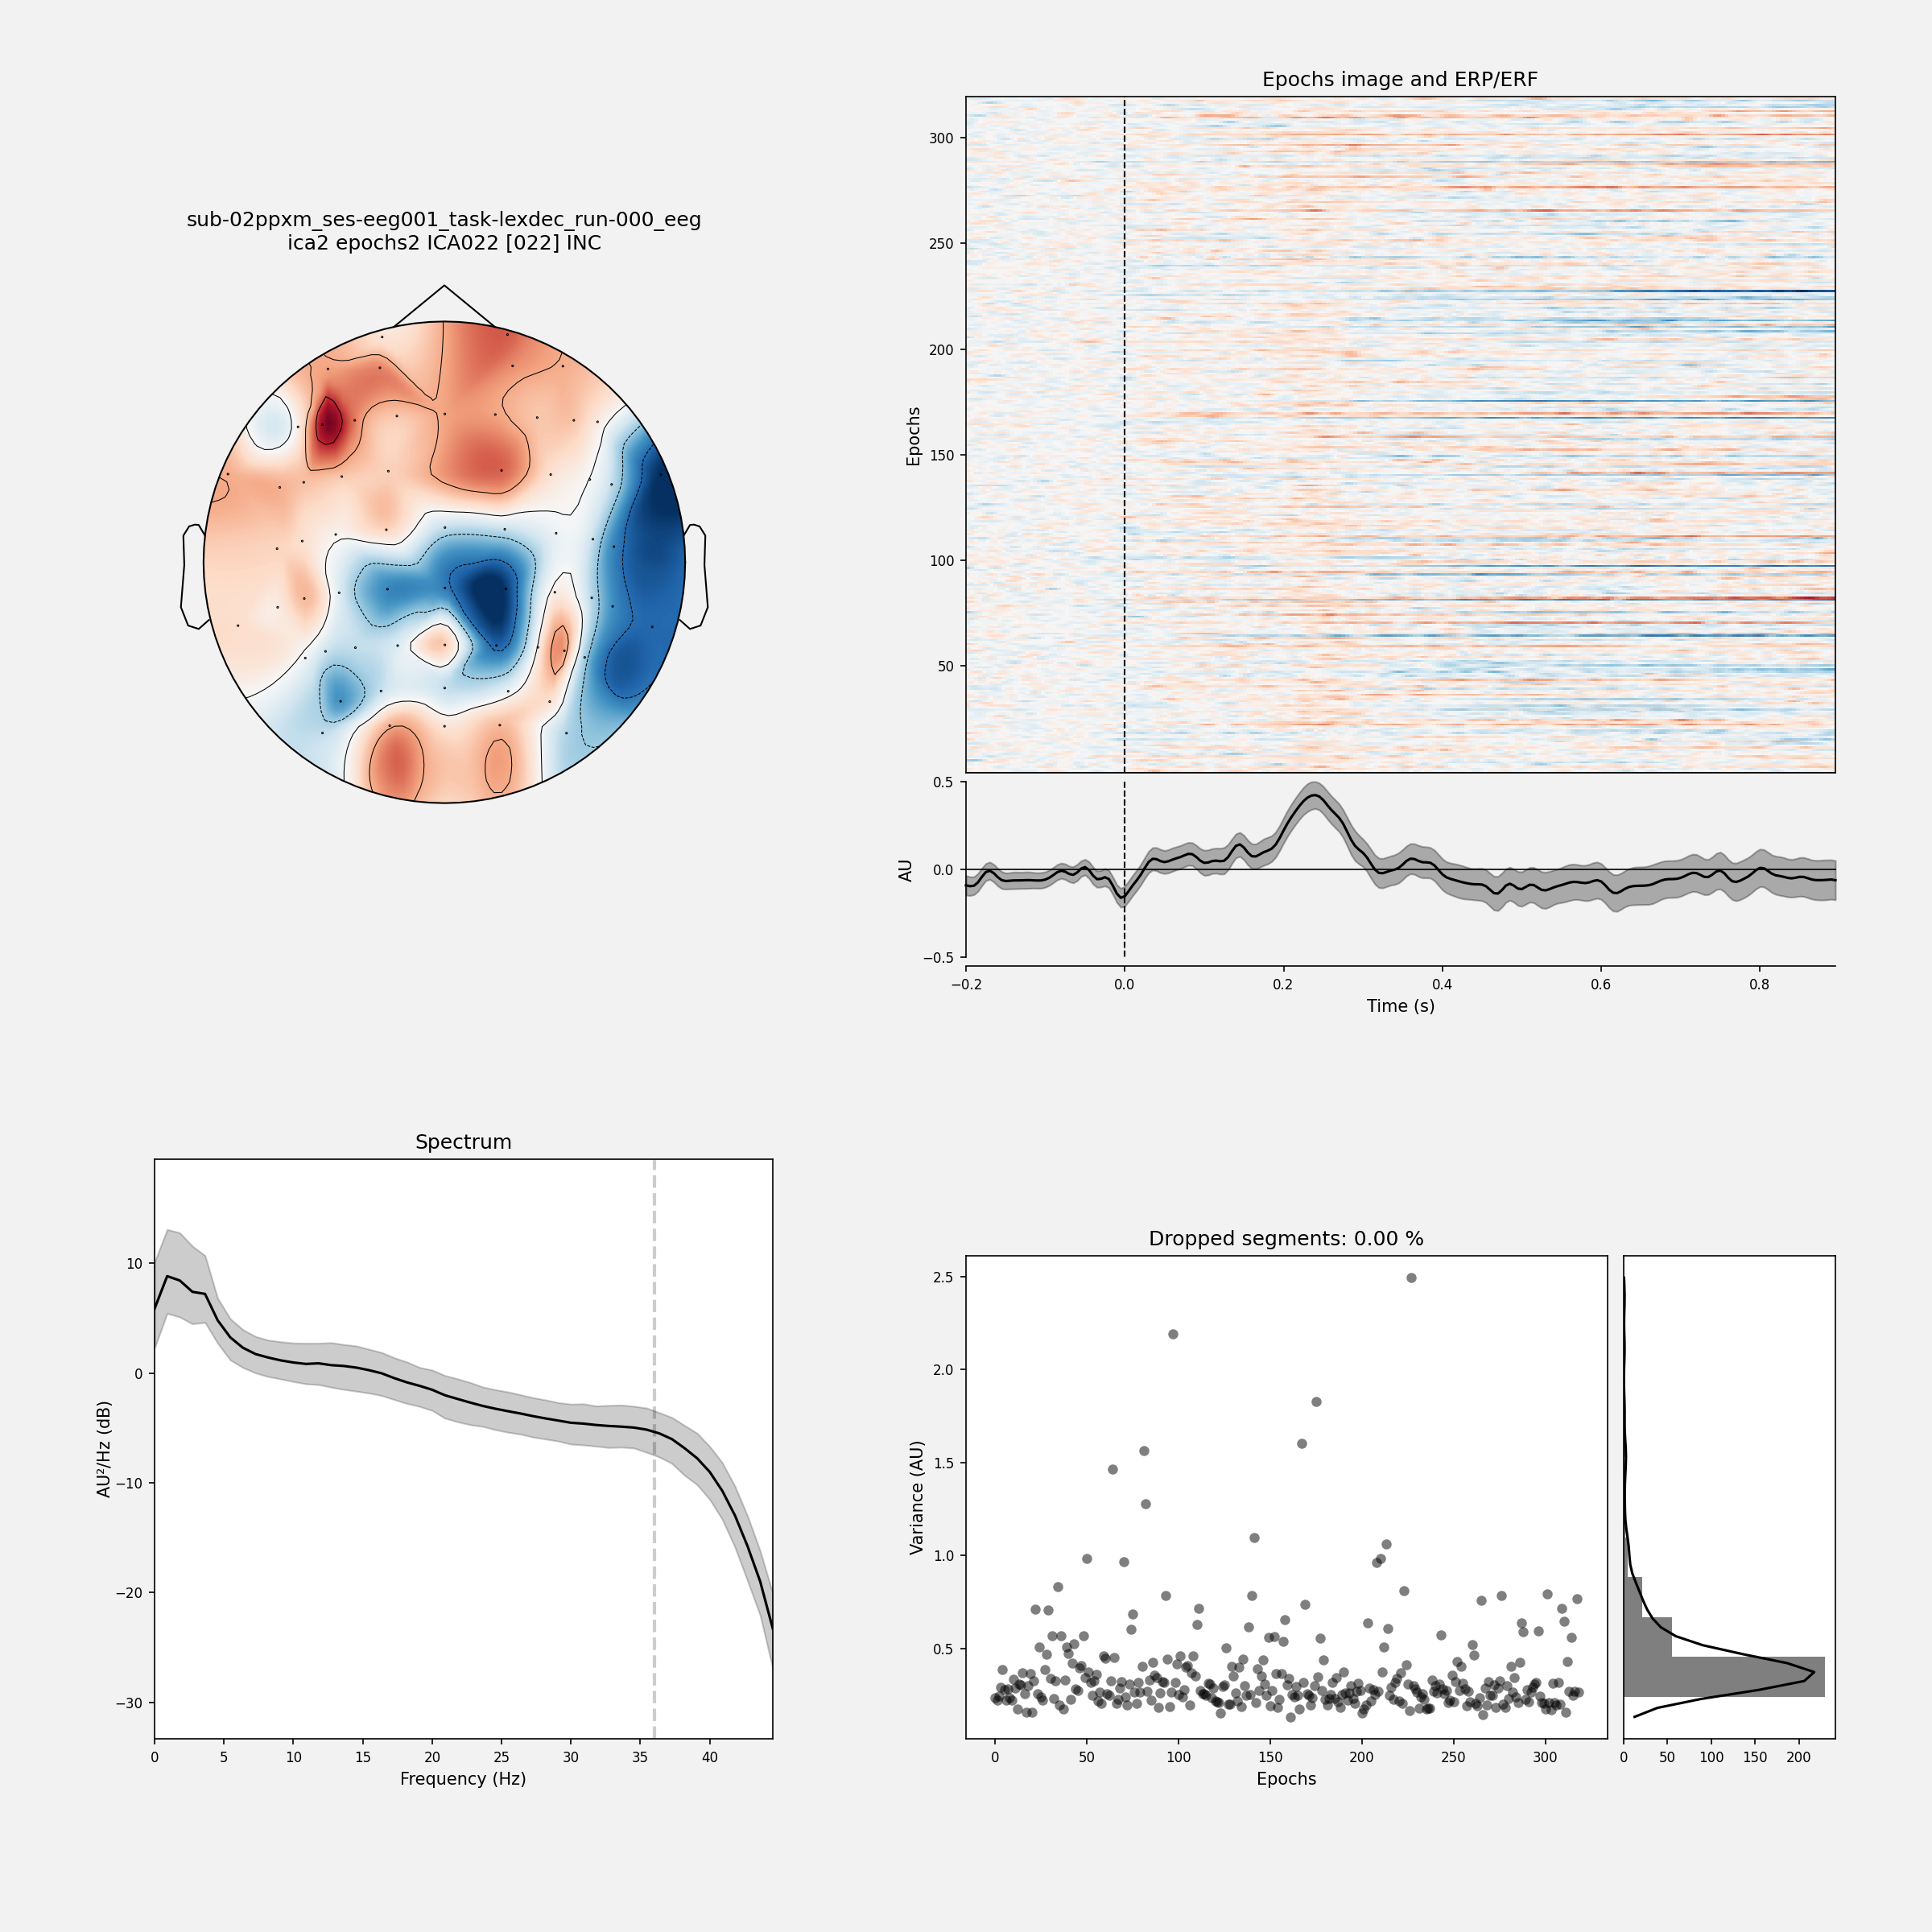 sub-02ppxm_ses-eeg001_task-lexdec_run-000_eeg
ica2 epochs2 ICA022 [022] INC
Epochs image and ERP/ERF
300
250
200
150
100
50
Epochs
0.5
0.0
−0.5
AU
−0.2 0.0 0.2 0.4 0.6 0.8
Time (s)
Spectrum
10
0
−10
−20
−30
AU²/Hz (dB)
0 5 10 15 20 25 30 35 40
Frequency (Hz)
Dropped segments: 0.00 %
2.5
2.0
1.5
1.0
0.5
Variance (AU)
0 50 100 150 200 250 300
Epochs
0 50 100 150 200